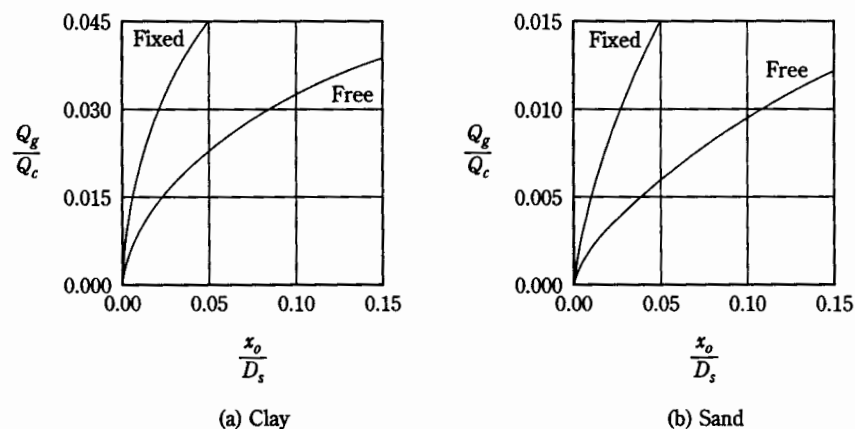 0.045
Fixed
0.030
Free
Q_g
Q_c
0.015
0.000
0.00 0.05 0.10 0.15
x_o
D_s
(a) Clay
0.015
Fixed
Free
0.010
Q_g
Q_c
0.005
0.000
0.00 0.05 0.10 0.15
x_o
D_s
(b) Sand